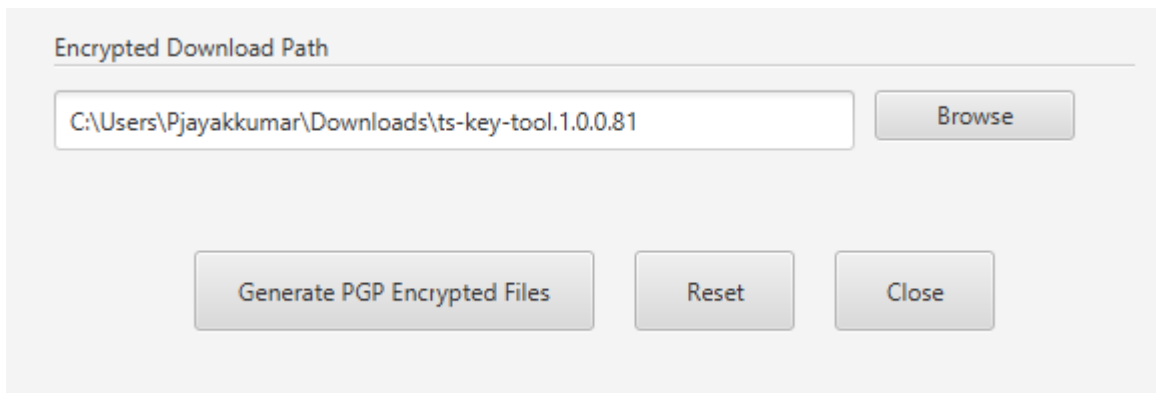 Encrypted Download Path
C:\Users\Pjayakkumar\Downloads\ts-key-tool.1.0.0.81
Browse
Generate PGP Encrypted Files
Reset
Close